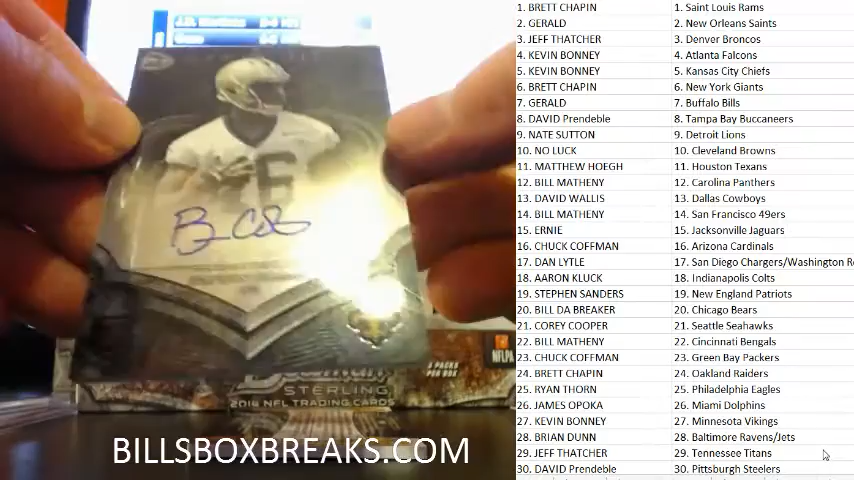 46
NFLPA
3 PACKS
PER BOX
Bowman
STERLING
2014 NFL TRADING CARDS
BILLSBOXBREAKS.COM
1. BRETT CHAPIN 1. Saint Louis Rams
2. GERALD 2. New Orleans Saints
3. JEFF THATCHER 3. Denver Broncos
4. KEVIN BONNEY 4. Atlanta Falcons
5. KEVIN BONNEY 5. Kansas City Chiefs
6. BRETT CHAPIN 6. New York Giants
7. GERALD 7. Buffalo Bills
8. DAVID Prendeble 8. Tampa Bay Buccaneers
9. NATE SUTTON 9. Detroit Lions
10. NO LUCK 10. Cleveland Browns
11. MATTHEW HOEGH 11. Houston Texans
12. BILL MATHENY 12. Carolina Panthers
13. DAVID WALLIS 13. Dallas Cowboys
14. BILL MATHENY 14. San Francisco 49ers
15. ERNIE 15. Jacksonville Jaguars
16. CHUCK COFFMAN 16. Arizona Cardinals
17. DAN LYTLE 17. San Diego Chargers/Washington R
18. AARON KLUCK 18. Indianapolis Colts
19. STEPHEN SANDERS 19. New England Patriots
20. BILL DA BREAKER 20. Chicago Bears
21. COREY COOPER 21. Seattle Seahawks
22. BILL MATHENY 22. Cincinnati Bengals
23. CHUCK COFFMAN 23. Green Bay Packers
24. BRETT CHAPIN 24. Oakland Raiders
25. RYAN THORN 25. Philadelphia Eagles
26. JAMES OPOKA 26. Miami Dolphins
27. KEVIN BONNEY 27. Minnesota Vikings
28. BRIAN DUNN 28. Baltimore Ravens/Jets
29. JEFF THATCHER 29. Tennessee Titans
30. DAVID Prendeble 30. Pittsburgh Steelers